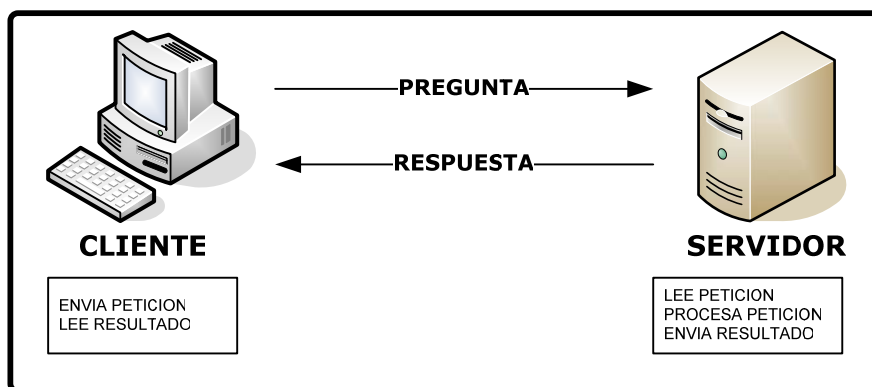 PREGUNTA
RESPUESTA
CLIENTE
SERVIDOR
ENVIA PETICION
LEE RESULTADO
LEE PETICION
PROCESA PETICION
ENVIA RESULTADO